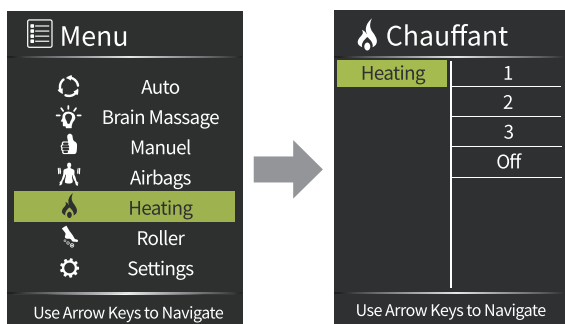 Menu
Auto
Brain Massage
Manuel
Airbags
Heating
Roller
Settings
Use Arrow Keys to Navigate
Chauffant
Heating
1
2
3
Off
Use Arrow Keys to Navigate